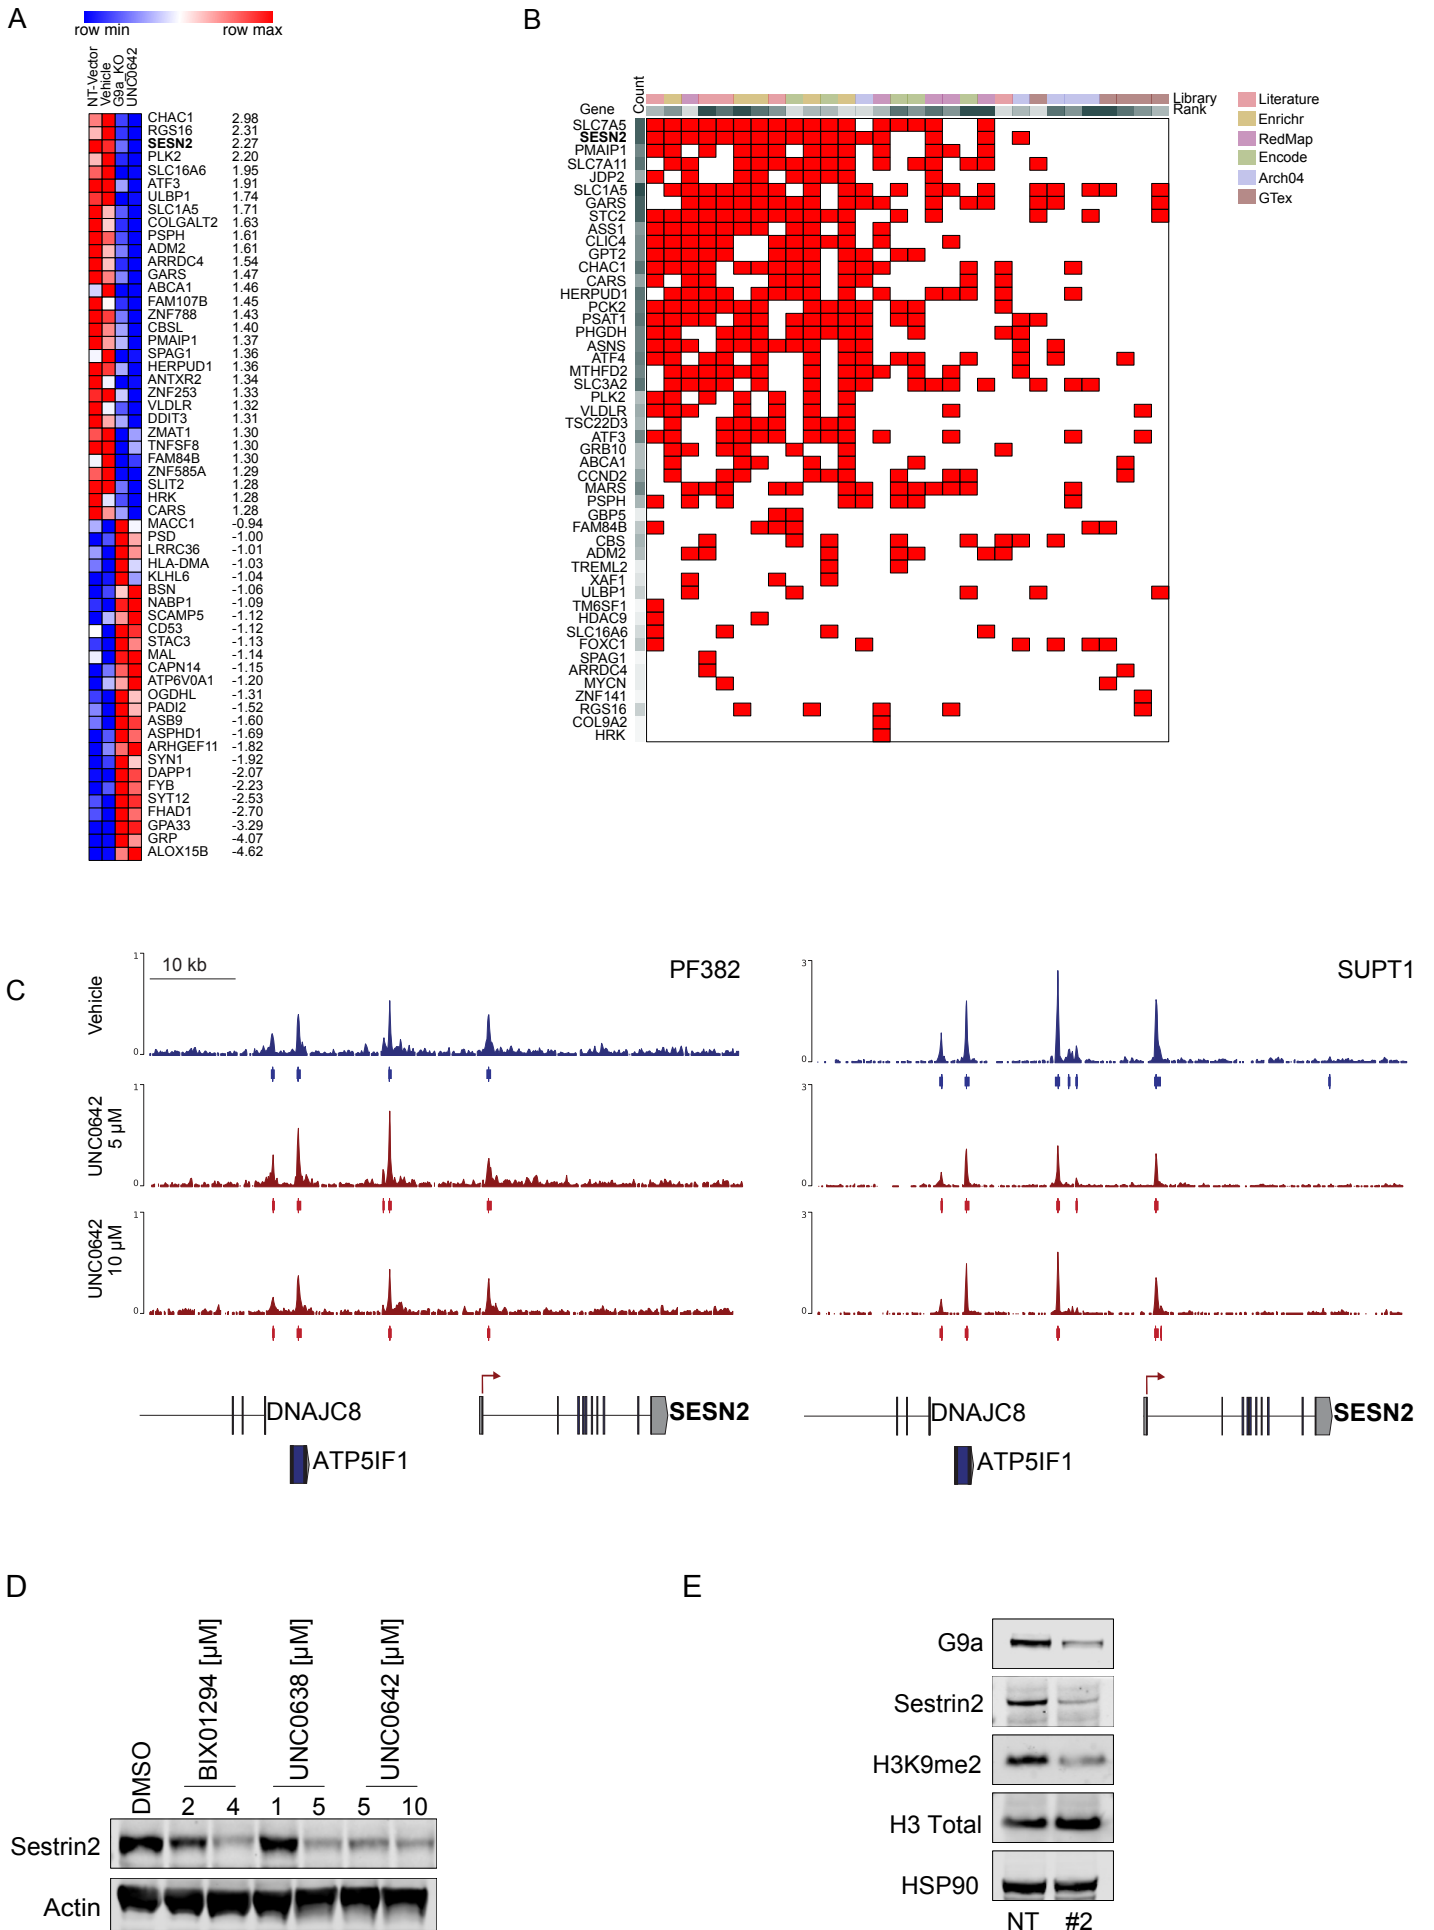 A
row min row max
NT-Vector
Vehicle
G9a_KO
UNC0642
CHAC1 2.98
RGS16 2.31
SESN2 2.27
PLK2 2.20
SLC16A6 1.95
ATF3 1.91
ULBP1 1.74
SLC1A5 1.71
COLGALT2 1.63
PSPH 1.61
ADM2 1.61
ARRDC4 1.54
GARS 1.47
ABCA1 1.46
FAM107B 1.45
ZNF788 1.43
CBSL 1.40
PMAIP1 1.37
SPAG1 1.36
HERPUD1 1.36
ANTXR2 1.34
ZNF253 1.33
VLDLR 1.32
DDIT3 1.31
ZMAT1 1.30
TNFSF8 1.30
FAM84B 1.30
ZNF585A 1.29
SLIT2 1.28
HRK 1.28
CARS 1.28
MACC1 -0.94
PSD -1.00
LRRC36 -1.01
HLA-DMA -1.03
KLHL6 -1.04
BSN -1.06
NABP1 -1.09
SCAMP5 -1.12
CD53 -1.12
STAC3 -1.13
MAL -1.14
CAPN14 -1.15
ATP6V0A1 -1.20
OGDHL -1.31
PADI2 -1.52
ASB9 -1.60
ASPHD1 -1.69
ARHGEF11 -1.82
SYN1 -1.92
DAPP1 -2.07
FYB -2.23
SYT12 -2.53
FHAD1 -2.70
GPA33 -3.29
GRP -4.07
ALOX15B -4.62
B
Gene Count
Library
Rank
Literature
Enrichr
RedMap
Encode
Arch04
GTex
SLC7A5
SESN2
PMAIP1
SLC7A11
JDP2
SLC1A5
GARS
STC2
ASS1
CLIC4
GPT2
CHAC1
CARS
HERPUD1
PCK2
PSAT1
PHGDH
ASNS
ATF4
MTHFD2
SLC3A2
PLK2
VLDLR
TSC22D3
ATF3
GRB10
ABCA1
CCND2
MARS
PSPH
GBP5
FAM84B
CBS
ADM2
TREML2
XAF1
ULBP1
TM6SF1
HDAC9
SLC16A6
FOXC1
SPAG1
ARRDC4
MYCN
ZNF141
RGS16
COL9A2
HRK
C
10 kb
PF382
SUPT1
Vehicle
1
0
3
0
UNC0642
5 µM
1
0
3
0
UNC0642
10 µM
1
0
3
0
DNAJC8 SESN2
ATP5IF1
DNAJC8 SESN2
ATP5IF1
D
DMSO
BIX01294 [µM]
UNC0638 [µM]
UNC0642 [µM]
2 4 1 5 5 10
Sestrin2
Actin
E
G9a
Sestrin2
H3K9me2
H3 Total
HSP90
NT #2